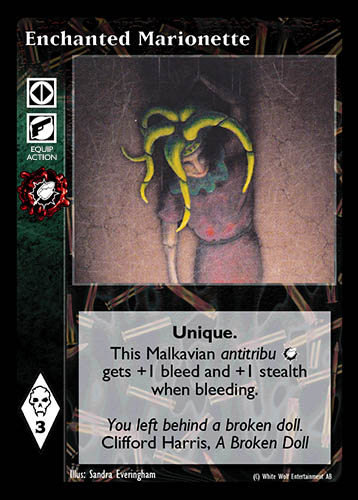 Enchanted Marionette
EQUIP
ACTION
Unique.
This Malkavian antitribu
gets +1 bleed and +1 stealth
when bleeding.
You left behind a broken doll.
Clifford Harris, A Broken Doll
3
Illus: Sandra Everingham
(C) White Wolf Entertainment AB